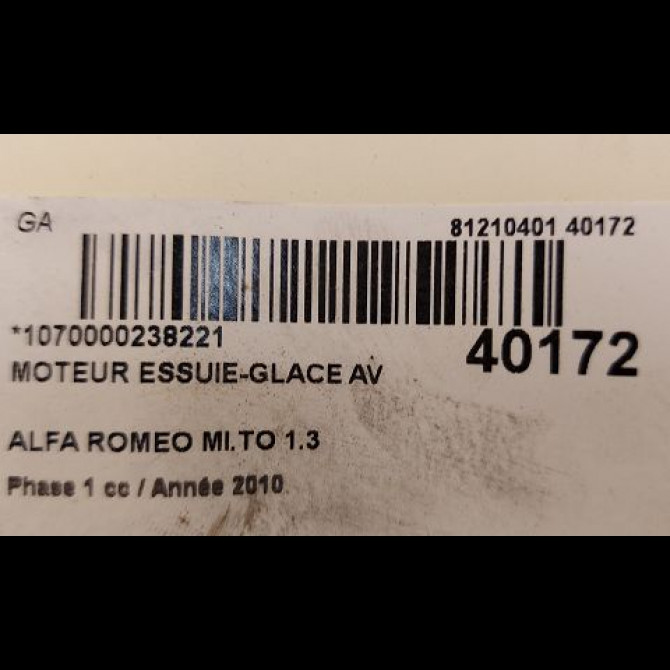 GA
81210401 40172
*1070000238221
40172
MOTEUR ESSUIE-GLACE AV
ALFA ROMEO MI.TO 1.3
Phase 1 cc / Année 2010